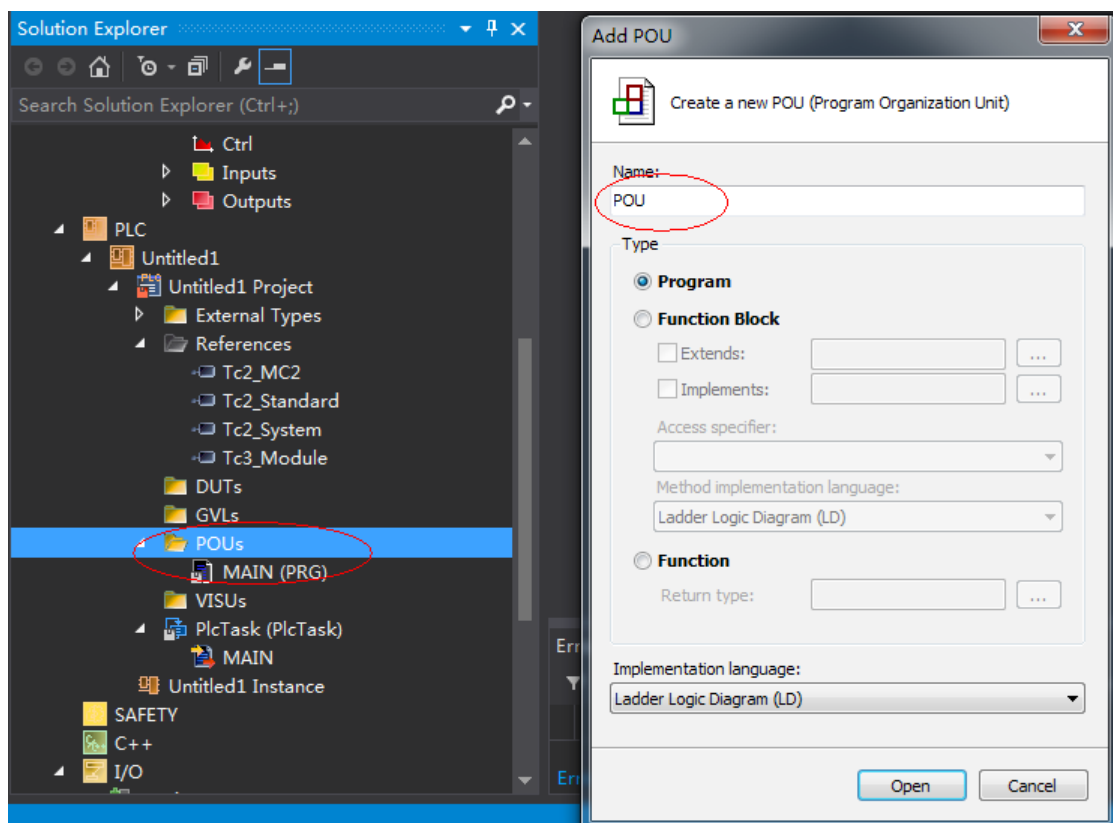 Solution Explorer
Search Solution Explorer (Ctrl+;)
Ctrl
Inputs
Outputs
PLC
Untitled1
Untitled1 Project
External Types
References
Tc2_MC2
Tc2_Standard
Tc2_System
Tc3_Module
DUTs
GVLs
POUs
MAIN (PRG)
VISUs
PlcTask (PlcTask)
MAIN
Untitled1 Instance
SAFETY
C++
I/O
Add POU
Create a new POU (Program Organization Unit)
Name:
POU
Type
Program
Function Block
Extends:
...
Implements:
...
Access specifier:
Method implementation language:
Ladder Logic Diagram (LD)
Function
Return type:
...
Implementation language:
Ladder Logic Diagram (LD)
Open
Cancel